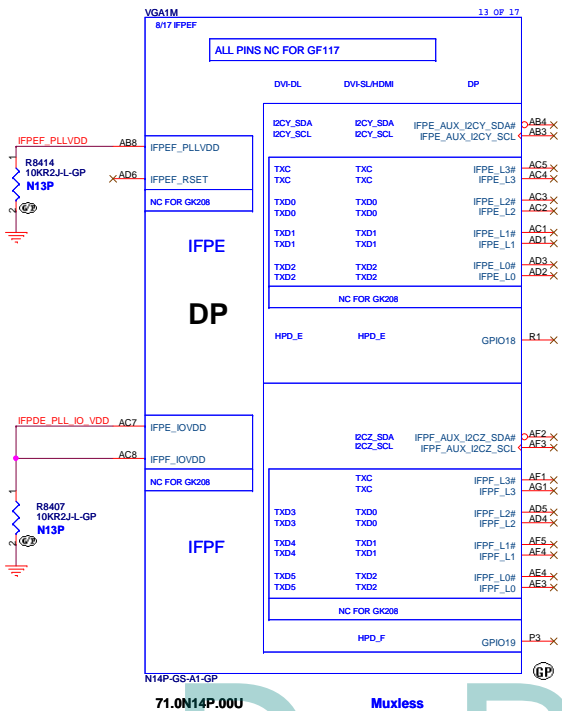 VGA1M
13 OF 17
8/17 IFPEF
ALL PINS NC FOR GF117
DVI-DL DVI-SL/HDMI DP
I2CY_SDA I2CY_SDA IFPE_AUX_I2CY_SDA# AB4
I2CY_SCL I2CY_SCL IFPE_AUX_I2CY_SCL AB3
IFPEF_PLLVDD AB8 IFPEF_PLLVDD
1
R8414
10KR2J-L-GP
N13P
2
AD6 IFPEF_RSET
NC FOR GK208
TXC TXC IFPE_L3# AC5
TXC TXC IFPE_L3 AC4
TXD0 TXD0 IFPE_L2# AC3
TXD0 TXD0 IFPE_L2 AC2
TXD1 TXD1 IFPE_L1# AC1
TXD1 TXD1 IFPE_L1 AD1
TXD2 TXD2 IFPE_L0# AD3
TXD2 TXD2 IFPE_L0 AD2
NC FOR GK208
IFPE
DP
HPD_E HPD_E GPIO18 R1
IFPDE_PLL_IO_VDD AC7 IFPE_IOVDD
AC8 IFPF_IOVDD
NC FOR GK208
1
R8407
10KR2J-L-GP
N13P
2
I2CZ_SDA IFPF_AUX_I2CZ_SDA# AF2
I2CZ_SCL IFPF_AUX_I2CZ_SCL AF3
TXC IFPF_L3# AF1
TXC IFPF_L3 AG1
TXD3 TXD0 IFPF_L2# AD5
TXD3 TXD0 IFPF_L2 AD4
TXD4 TXD1 IFPF_L1# AF5
TXD4 TXD1 IFPF_L1 AF4
TXD5 TXD2 IFPF_L0# AE4
TXD5 TXD2 IFPF_L0 AE3
NC FOR GK208
IFPF
HPD_F GPIO19 P3
N14P-GS-A1-GP
GP
71.0N14P.00U
Muxless